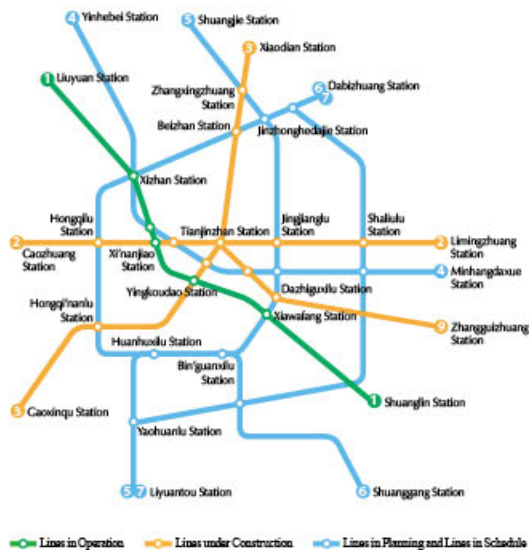 4
Yinhebei Station
5
Shuangjie Station
3
Xiaodian Station
1
Liuyuan Station
Zhangxingzhuang
Station
6
7
Dabizhuang Station
Beizhan Station
Jinzhonghedajie Station
Xizhan Station
Hongqilu
Station
Tianjinzhan Station
Jingjianglu
Station
Shaliulu
Station
2
Caozhuang
Station
Xi'nanjiao
Station
2
Limingzhuang
Station
4
Minhangdaxue
Station
Yingkoudao Station
Dazhiguxilu Station
Hongqi'nanlu
Station
Xiawafang Station
9
Zhangguizhuang
Station
Huanhuxilu Station
Bin'guanxilu
Station
3
Gaoxinqu Station
1
Shuanglin Station
Yaohuanlu Station
5
7
Liyuantou Station
6
Shuanggang Station
Lines in Operation
Lines under Construction
Lines in Planning and Lines in Schedule